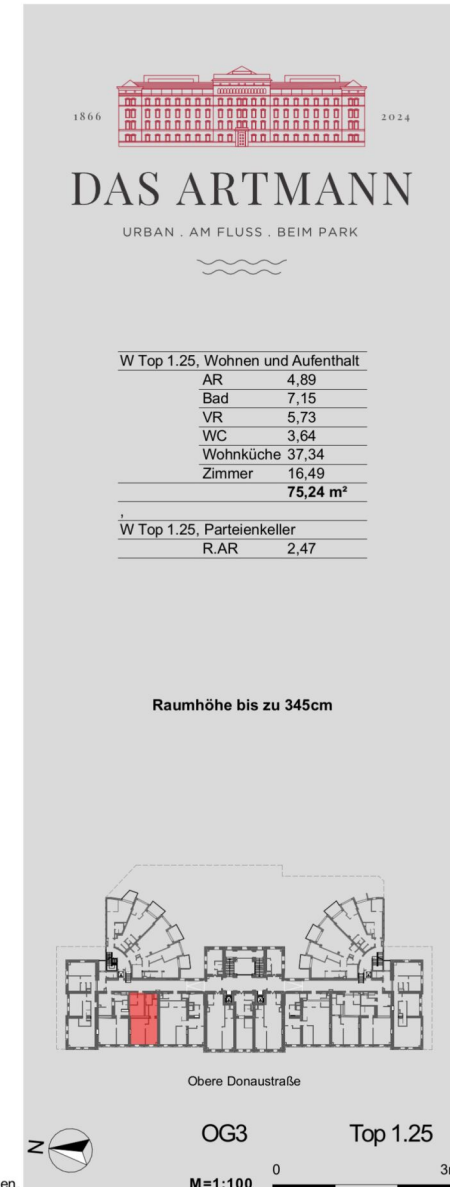 1866 2024
DAS ARTMANN
URBAN . AM FLUSS . BEIM PARK
W Top 1.25, Wohnen und Aufenthalt
AR 4,89
Bad 7,15
VR 5,73
WC 3,64
Wohnküche 37,34
Zimmer 16,49
75,24 m²
,
W Top 1.25, Parteienkeller
R.AR 2,47
Raumhöhe bis zu 345cm
Obere Donaustraße
N
OG3 Top 1.25
0
M=1:100